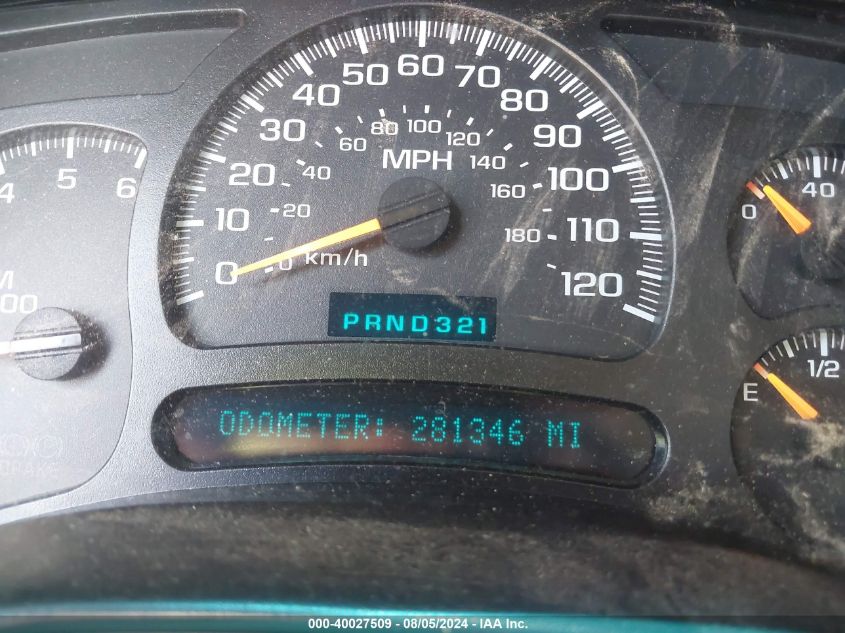 60
50 70
40 80
30 80 100 120 90
60 MPH 140
20 40 160 100
10 20 180 110
0 0 km/h 120
4 5 6
M
00
0 40
E 1/2
PRND321
ODOMETER: 281346 MI
000-40027509 - 08/05/2024 - IAA Inc.